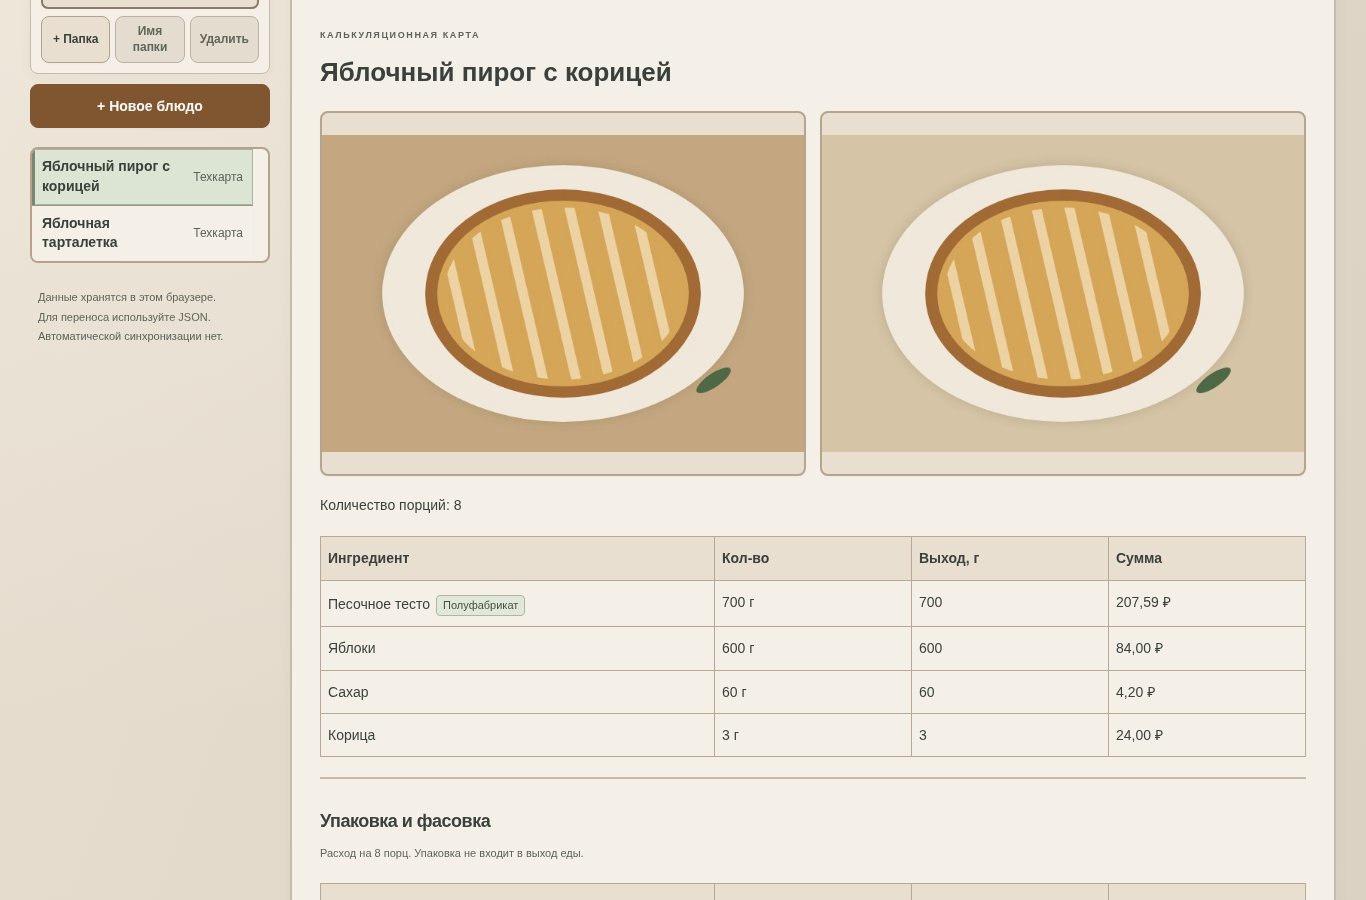 + Папка
Имя папки
Удалить
+ Новое блюдо
Яблочный пирог с корицей
Техкарта
Яблочная тарталетка
Техкарта
Данные хранятся в этом браузере.
Для переноса используйте JSON.
Автоматической синхронизации нет.
КАЛЬКУЛЯЦИОННАЯ КАРТА
Яблочный пирог с корицей
Количество порций: 8
Ингредиент Кол-во Выход, г Сумма
Песочное тесто Полуфабрикат 700 г 700 207,59 ₽
Яблоки 600 г 600 84,00 ₽
Сахар 60 г 60 4,20 ₽
Корица 3 г 3 24,00 ₽
Упаковка и фасовка
Расход на 8 порц. Упаковка не входит в выход еды.